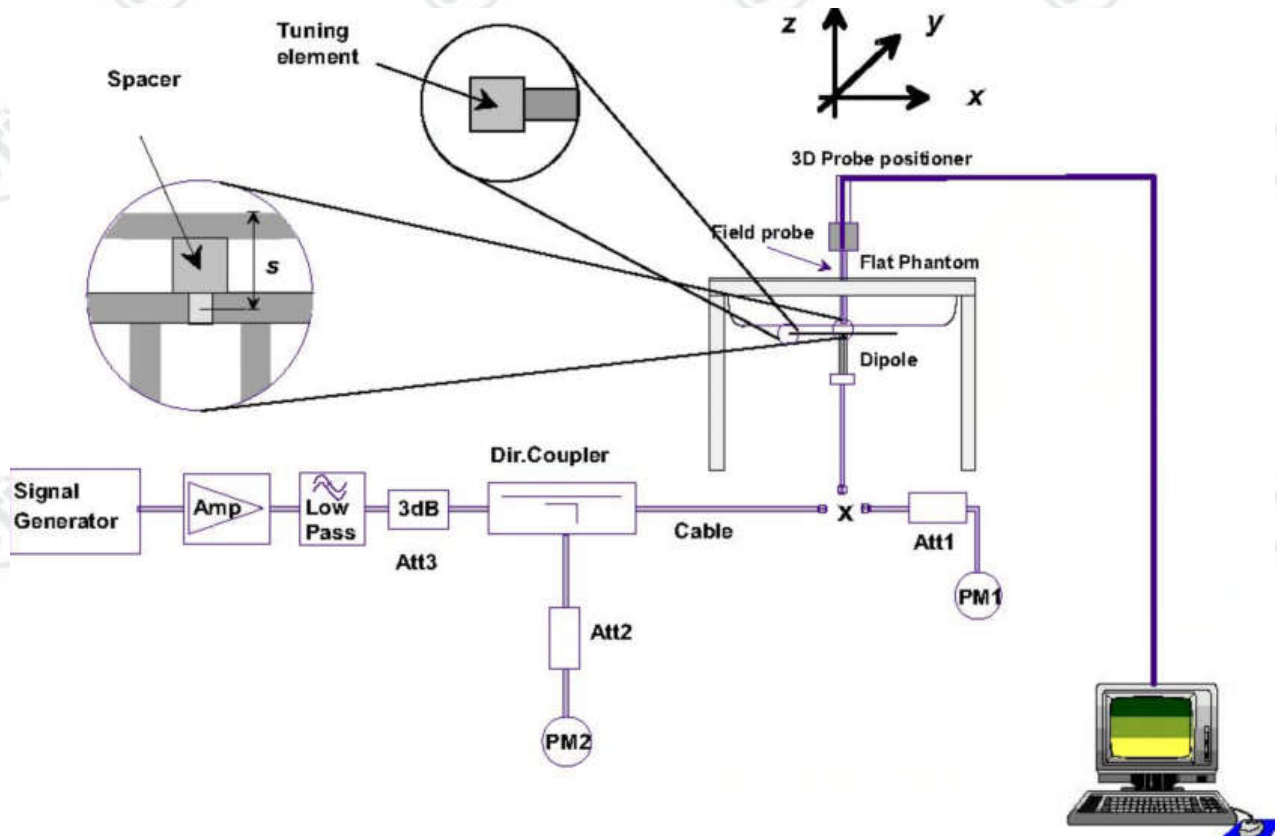 Tuning
element
Spacer
z
y
x
3D Probe positioner
Field probe
Flat Phantom
s
Dipole
Dir.Coupler
Signal
Generator
Amp
Low
Pass
3dB
Att3
Cable
x
Att1
PM1
Att2
PM2